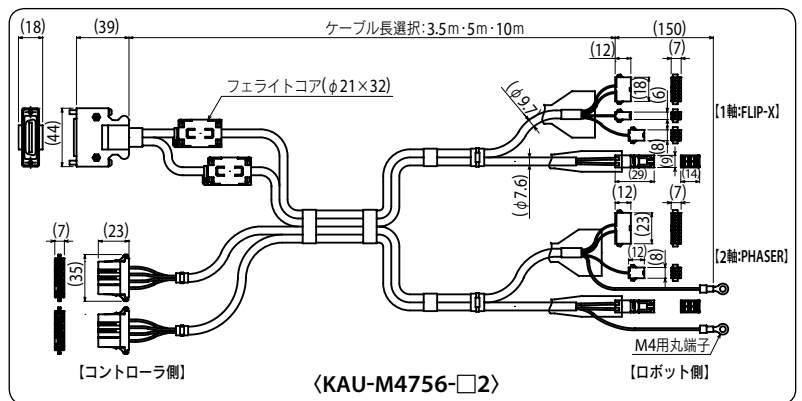 (18)
(39)
ケーブル長選択:3.5m・5m・10m
(150)
(12)
(7)
フェライトコア(φ21×32)
(φ9.7)
(18)
(6)
【1軸:FLIP-X】
(44)
(8)
(9)
(29)
(14)
(φ7.6)
(12)
(7)
(7)
(23)
(23)
【2軸:PHASER】
(35)
(12)
(8)
M4用丸端子
【コントローラ側】
〈KAU-M4756-□2〉
【ロボット側】